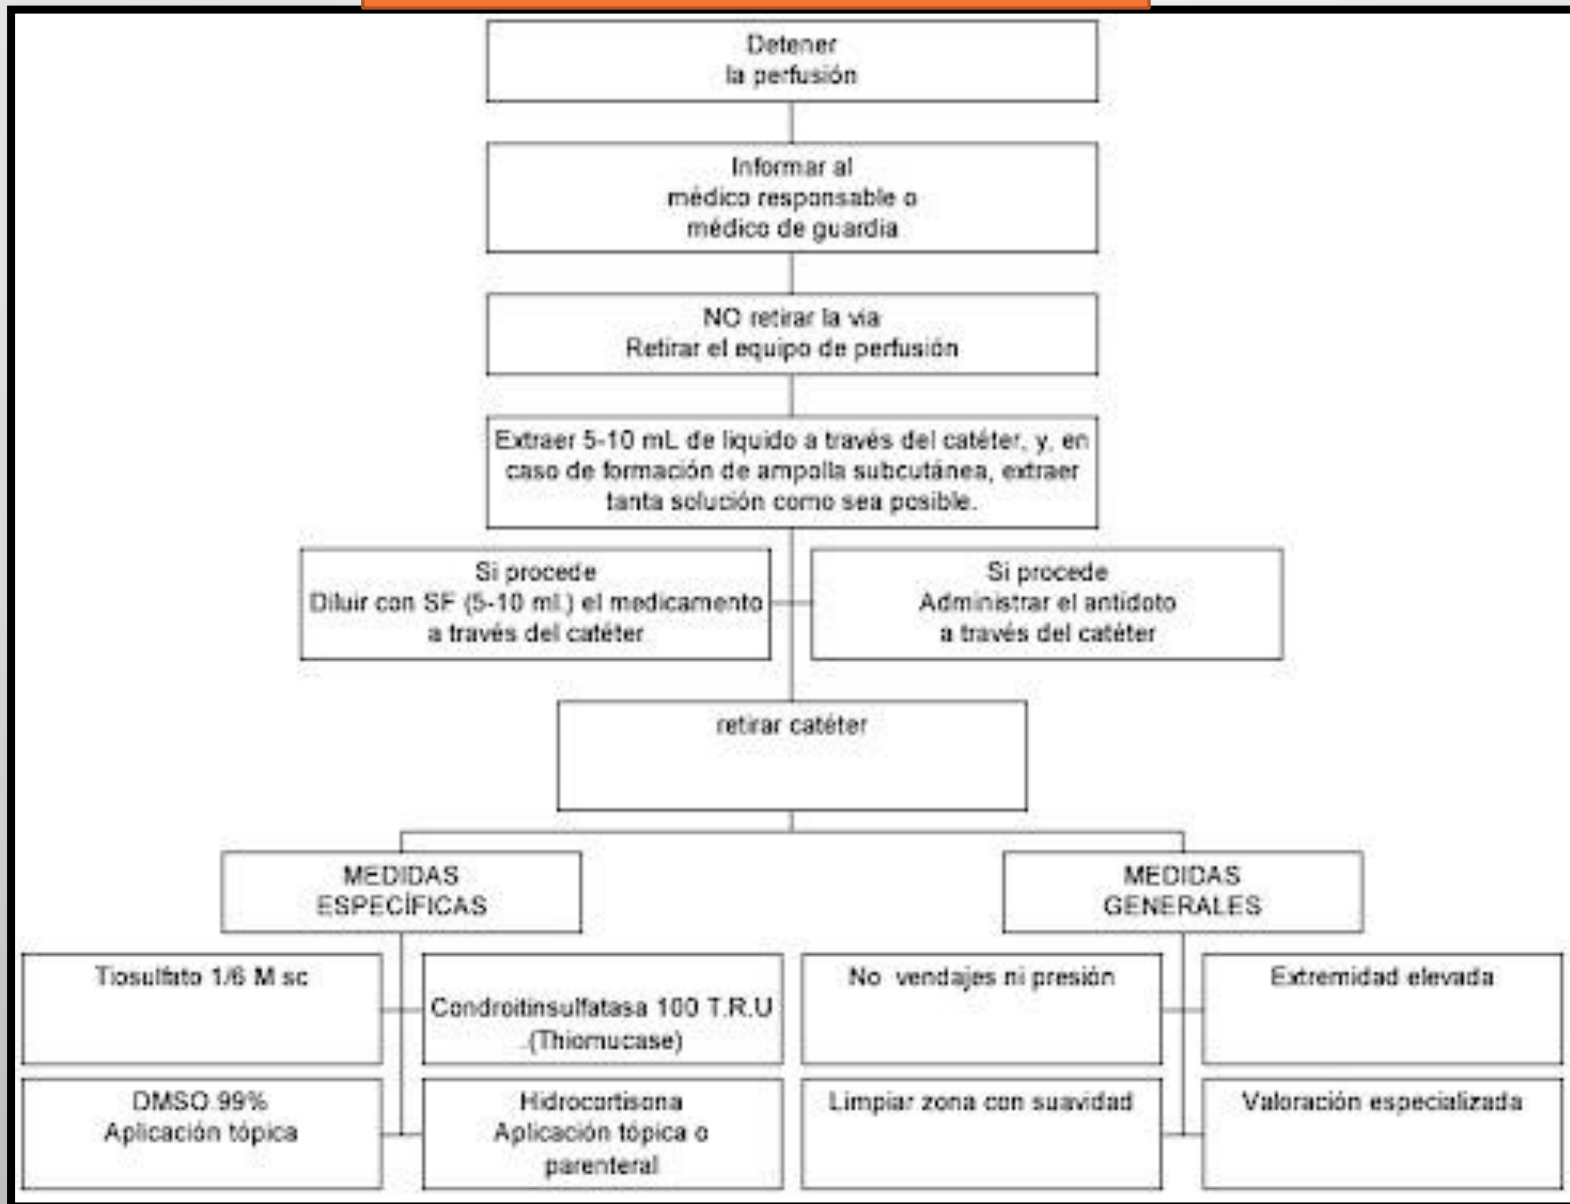 Detener
la perfusión
Informar al
médico responsable o
médico de guardia
NO retirar la via
Retirar el equipo de perfusión
Extraer 5-10 mL de liquido a través del catéter, y, en
caso de formación de ampolla subcutánea, extraer
tanta solución como sea posible.
Si procede
Diluir con SF (5-10 ml.) el medicamento
a través del catéter
Si procede
Administrar el antídoto
a través del catéter
retirar catéter
MEDIDAS
ESPECÍFICAS
MEDIDAS
GENERALES
Tiosulfato 1/6 M sc
Condroitinsulfatasa 100 T.R.U
.(Thiomucase)
No vendajes ni presión
Extremidad elevada
DMSO 99%
Aplicación tópica
Hidrocortisona
Aplicación tópica o
parenteral
Limpiar zona con suavidad
Valoración especializada